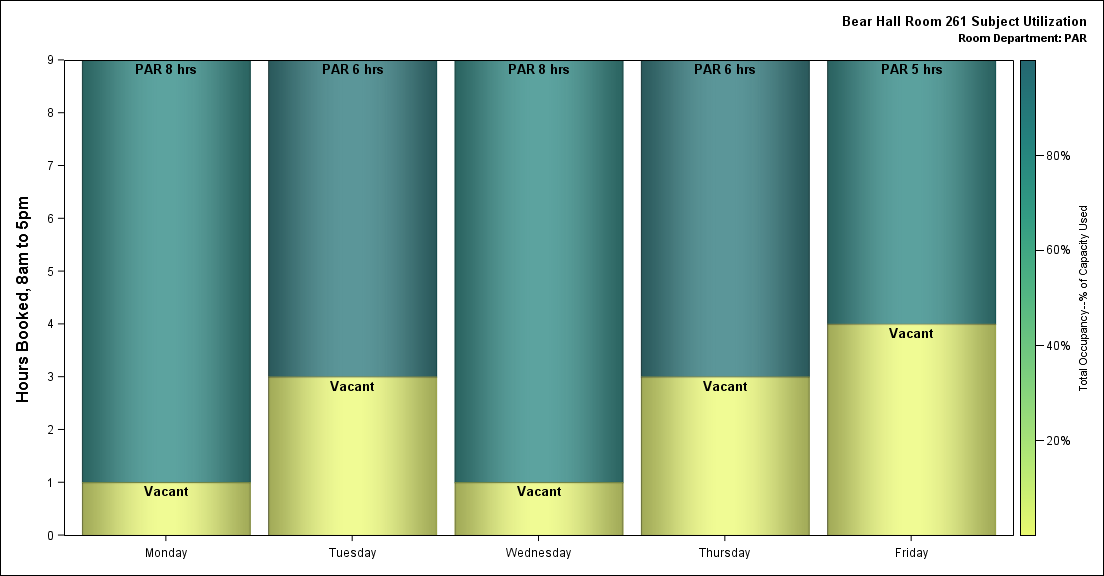 Bear Hall Room 261 Subject Utilization
Room Department: PAR
Hours Booked, 8am to 5pm
9
8
7
6
5
4
3
2
1
0
PAR 8 hrs
Vacant
PAR 6 hrs
Vacant
PAR 8 hrs
Vacant
PAR 6 hrs
Vacant
PAR 5 hrs
Vacant
Monday
Tuesday
Wednesday
Thursday
Friday
80%
60%
40%
20%
Total Occupancy--% of Capacity Used